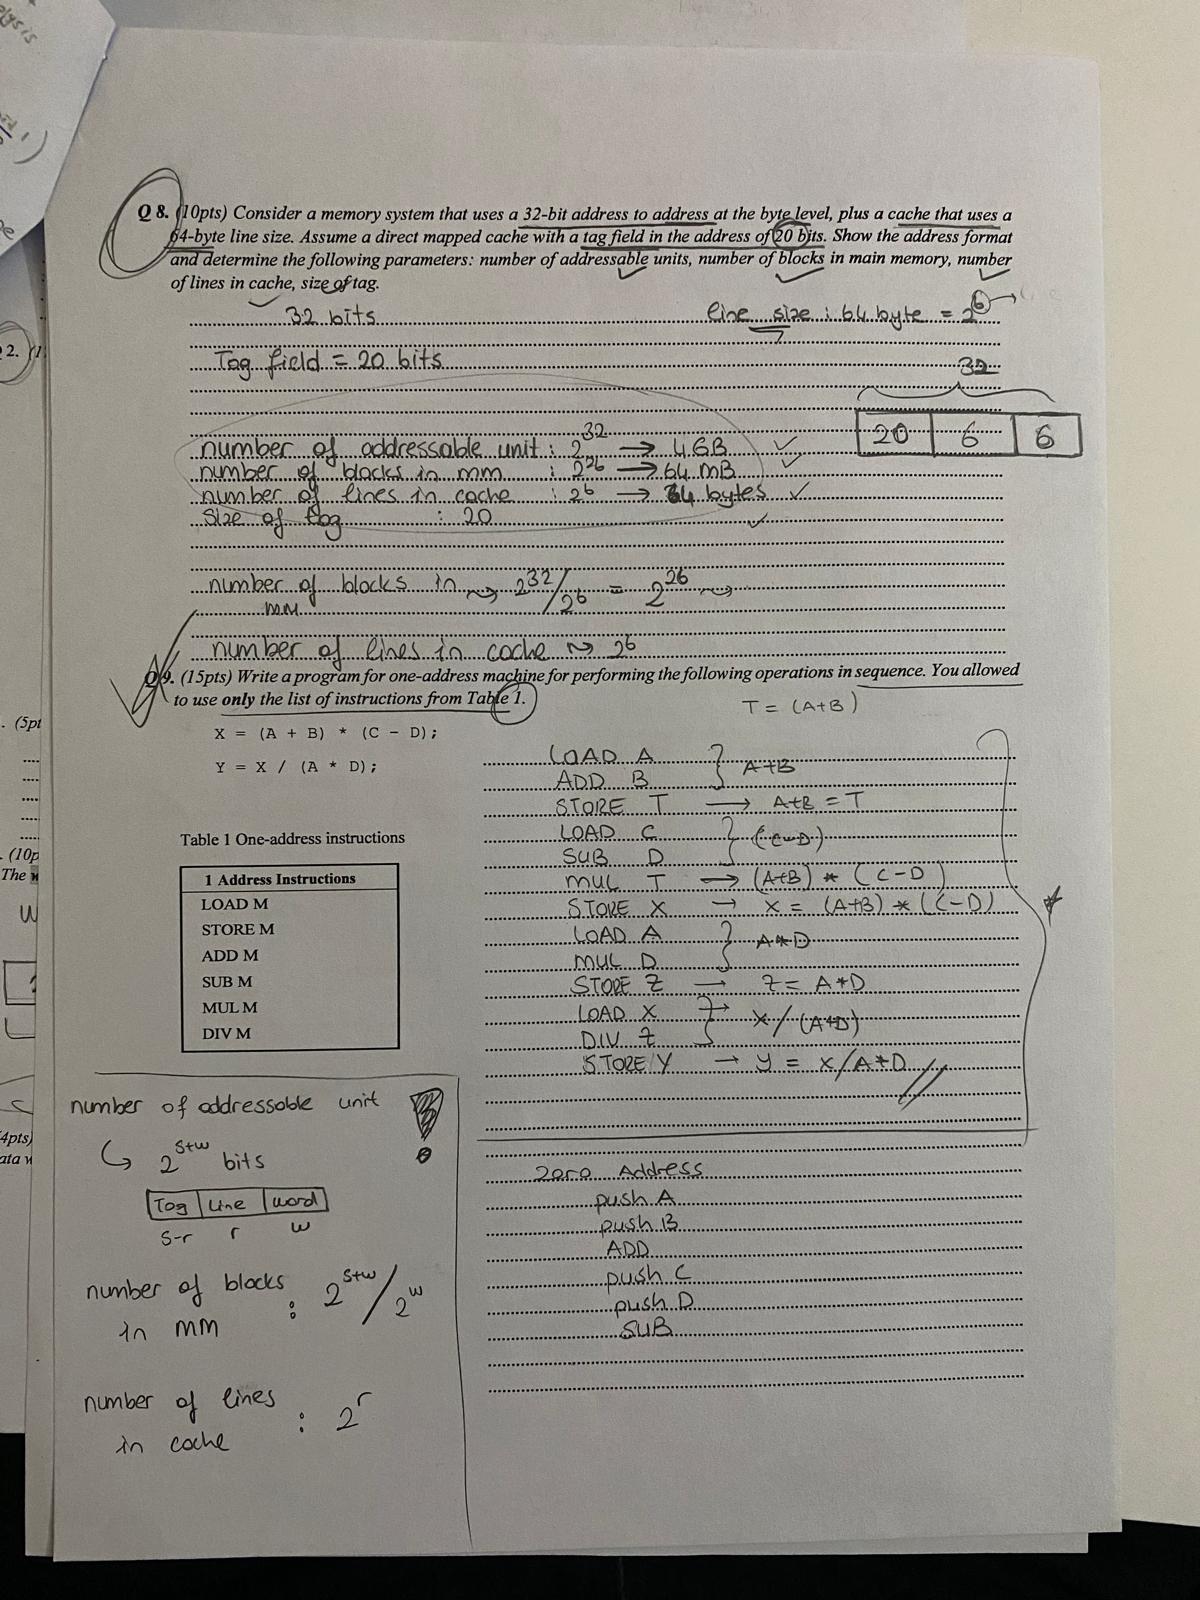 Q 8. (10pts) Consider a memory system that uses a 32-bit address to address at the byte level, plus a cache that uses a
64-byte line size. Assume a direct mapped cache with a tag field in the address of 20 bits. Show the address format
and determine the following parameters: number of addressable units, number of blocks in main memory, number
of lines in cache, size of tag.
32 bits
line size : 64 byte = 2^6
Tag field = 20 bits
32
20 6 6
number of addressable unit : 2^32 → 4GB ✓
number of blocks in mm : 2^26 → 64 MB ✓
number of lines in cache : 2^6 → 64 bytes ✓
Size of tag : 20 ✓
number of blocks in mm. ⇝ 2^32/2^6 = 2^26 ⇝
number of lines in cache ⇝ 2^6
Q 9. (15pts) Write a program for one-address machine for performing the following operations in sequence. You allowed
to use only the list of instructions from Table 1.
T = (A+B)
X = (A + B) * (C - D);
Y = X / (A * D);
Table 1 One-address instructions
1 Address Instructions
LOAD M
STORE M
ADD M
SUB M
MUL M
DIV M
LOAD A
ADD B } A+B
STORE T → A+B = T
LOAD C
SUB D } (C-D)
MUL T → (A+B) * (C-D)
STORE X → X = (A+B) * (C-D)
LOAD A
MUL D } A*D
STORE Z → Z = A*D
LOAD X
DIV Z } X/(A*D)
STORE Y → Y = X/A*D //
number of addressable unit
↳ 2^s+w bits
Tag Line word
s-r r w
number of blocks
in MM : 2^s+w / 2^w
number of lines
in cache : 2^r
zero Address
push A
push B
ADD
push C
push D
SUB
2.
(5pt
(10p
The
4pts)